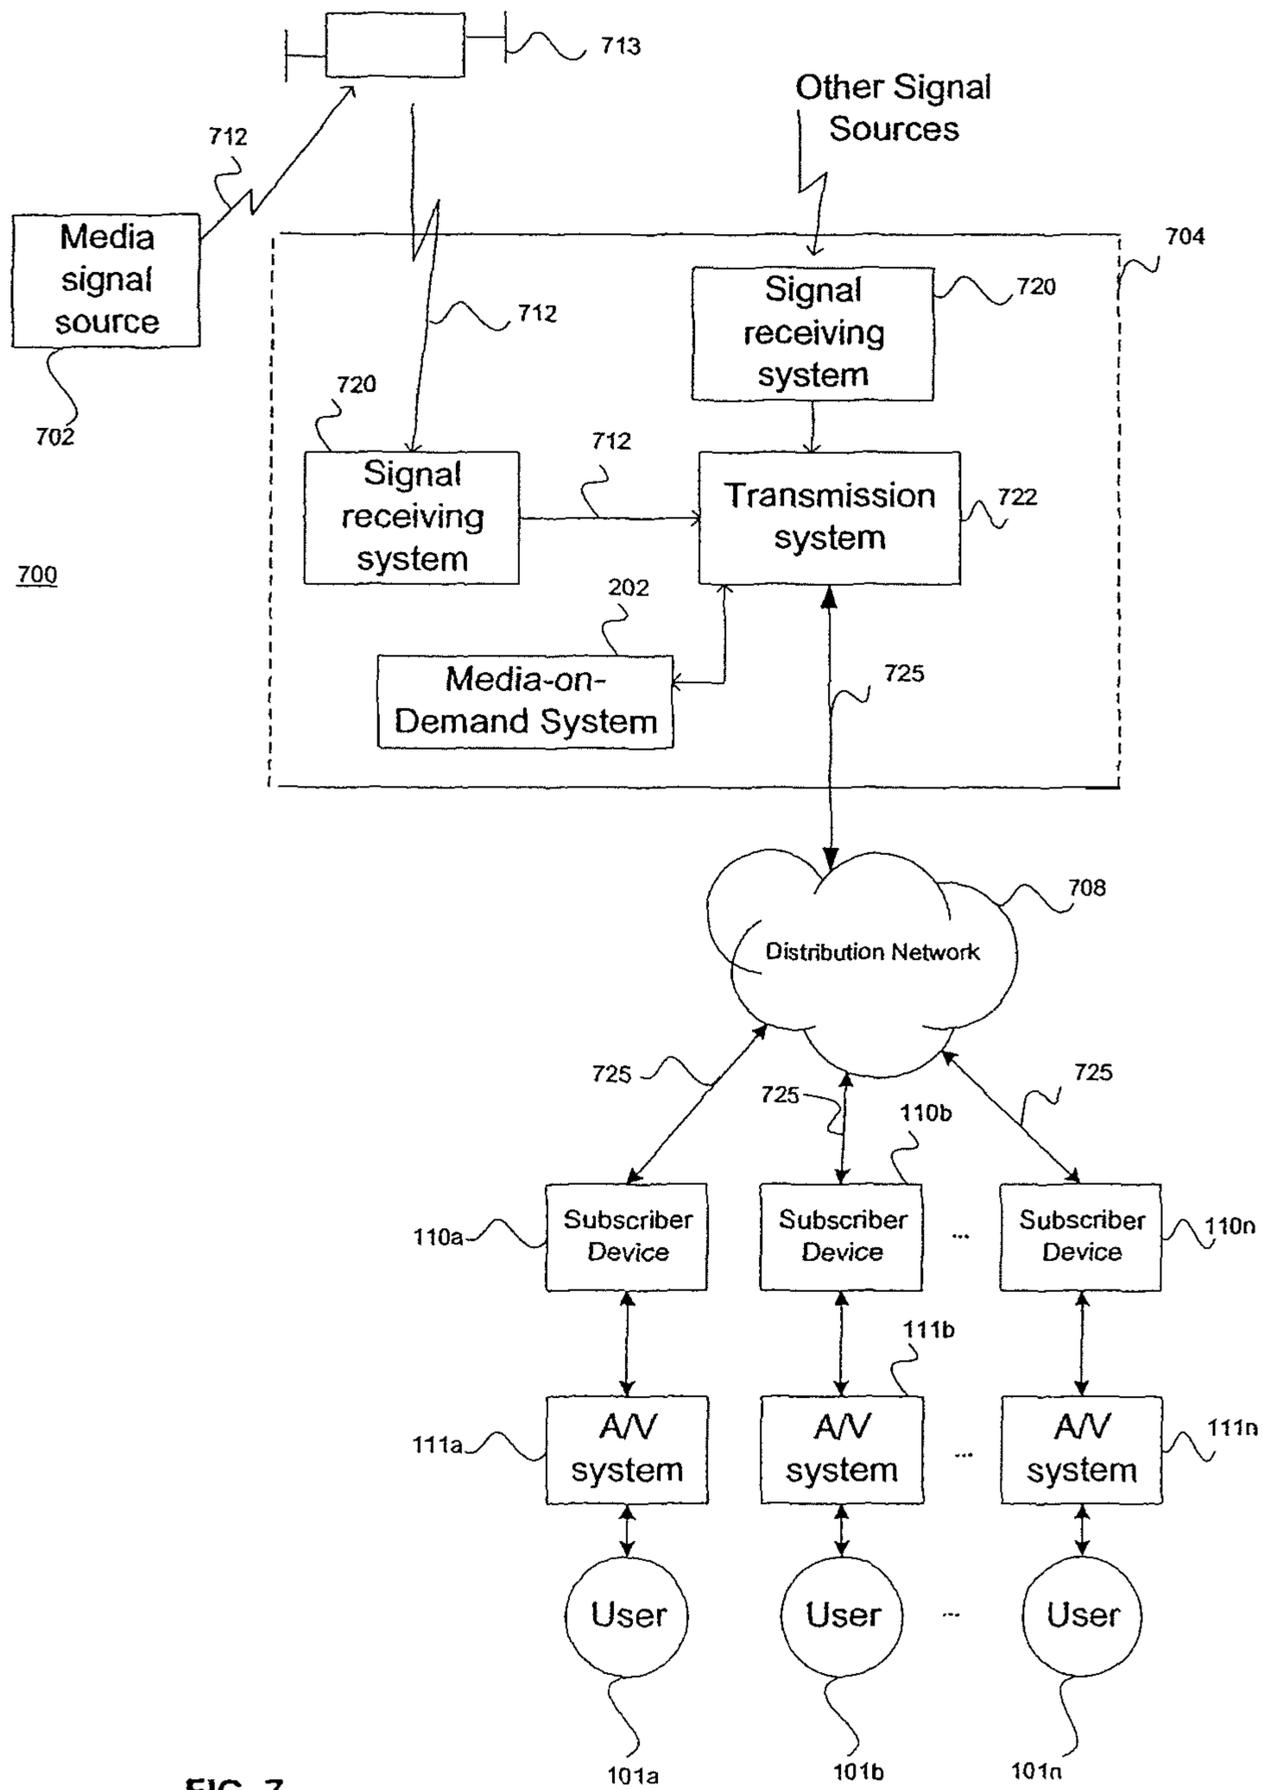 713
Other Signal
Sources
712
Media
signal
source
704
Signal
receiving
system
720
712
720
702
Signal
receiving
system
712
Transmission
system
722
700
202
Media-on-
Demand System
725
708
Distribution Network
725
725
725
110b
110a
Subscriber
Device
Subscriber
Device
...
Subscriber
Device
110n
111b
111a
A/V
system
A/V
system
...
A/V
system
111n
User
User
...
User
101a
101b
101n
FIG. 7